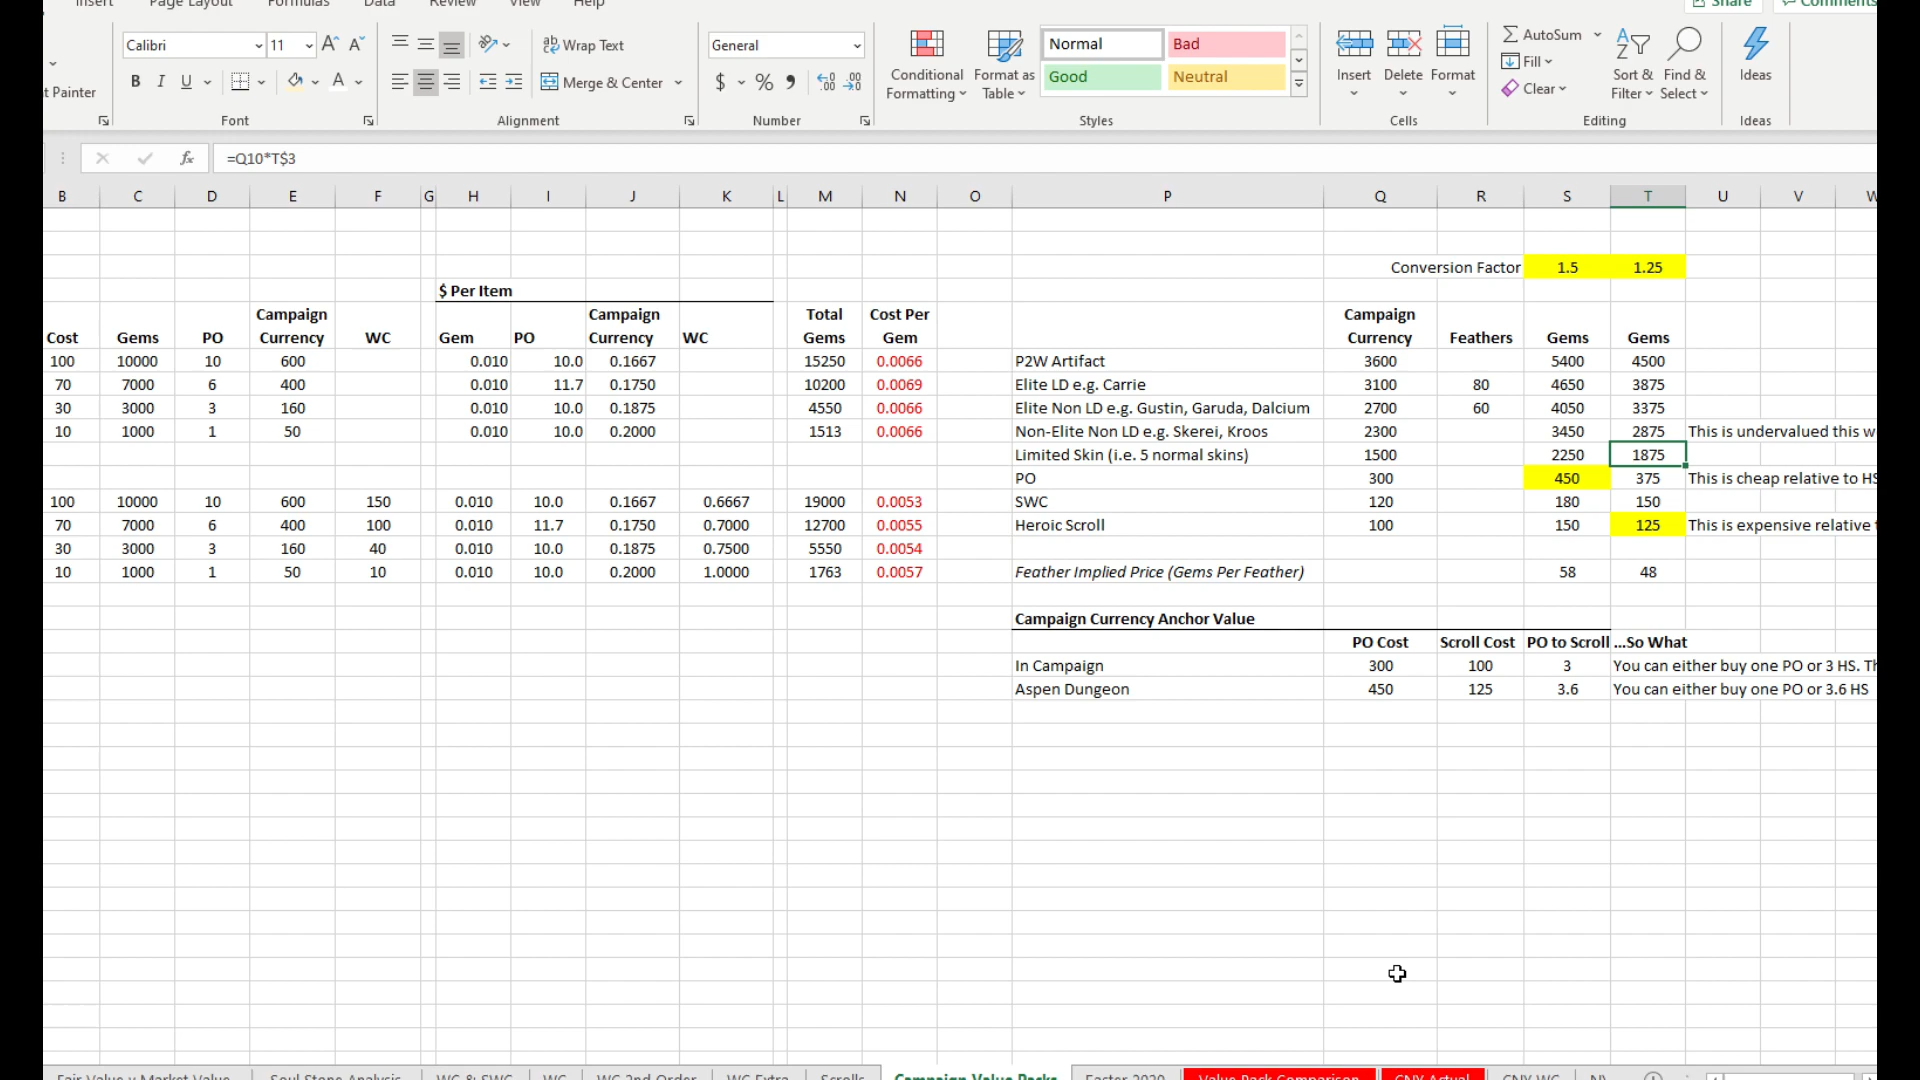 Insert Page Layout Formulas Data Review View Help Share Comments
Calibri 11 Wrap Text General Normal Bad AutoSum
Good Neutral Fill
t Painter B I U Merge & Center $ % Conditional Formatting Format as Table Insert Delete Format Clear Sort & Filter Find & Select Ideas
Font Alignment Number Styles Cells Editing Ideas
fx =Q10*T$3
B C D E F G H I J K L M N O P Q R S T U V W
Conversion Factor 1.5 1.25
$ Per Item
Campaign Campaign Total Cost Per Campaign
Cost Gems PO Currency WC Gem PO Currency WC Gems Gem Currency Feathers Gems Gems
100 10000 10 600 0.010 10.0 0.1667 15250 0.0066 P2W Artifact 3600 5400 4500
70 7000 6 400 0.010 11.7 0.1750 10200 0.0069 Elite LD e.g. Carrie 3100 80 4650 3875
30 3000 3 160 0.010 10.0 0.1875 4550 0.0066 Elite Non LD e.g. Gustin, Garuda, Dalcium 2700 60 4050 3375
10 1000 1 50 0.010 10.0 0.2000 1513 0.0066 Non-Elite Non LD e.g. Skerei, Kroos 2300 3450 2875 This is undervalued this w
Limited Skin (i.e. 5 normal skins) 1500 2250 1875
PO 300 450 375 This is cheap relative to HS
100 10000 10 600 150 0.010 10.0 0.1667 0.6667 19000 0.0053 SWC 120 180 150
70 7000 6 400 100 0.010 11.7 0.1750 0.7000 12700 0.0055 Heroic Scroll 100 150 125 This is expensive relative
30 3000 3 160 40 0.010 10.0 0.1875 0.7500 5550 0.0054
10 1000 1 50 10 0.010 10.0 0.2000 1.0000 1763 0.0057 Feather Implied Price (Gems Per Feather) 58 48
Campaign Currency Anchor Value
PO Cost Scroll Cost PO to Scroll ...So What
In Campaign 300 100 3 You can either buy one PO or 3 HS. Th
Aspen Dungeon 450 125 3.6 You can either buy one PO or 3.6 HS
Fair Value v Market Value Soul Stone Analysis WC & SWC WC WC 2nd Order WC Extra Scrolls Campaign Value Packs Easter 2020 Value Pack Comparison CNY Actual CNY WC